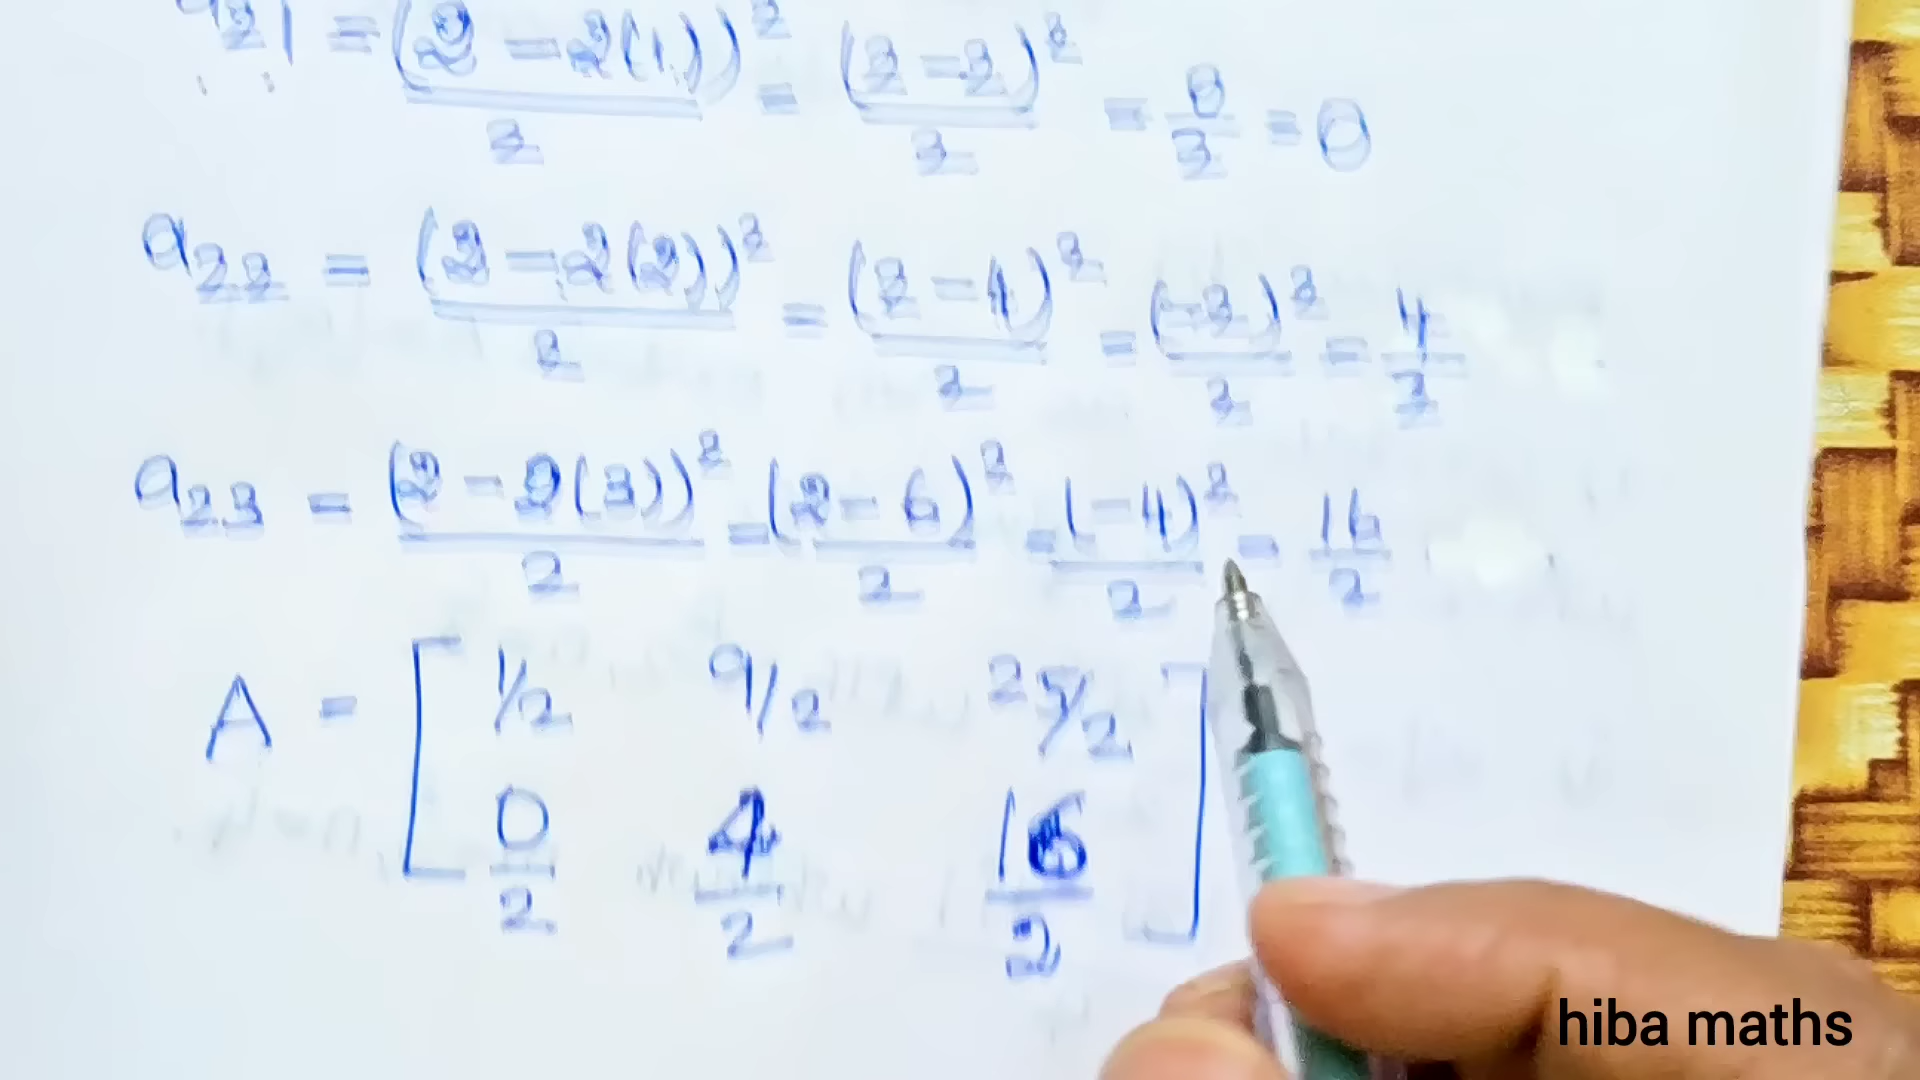 a₂₁ = (2 - 2(1))² / 2 = (2 - 2)² / 2 = 0/2 = 0
a₂₂ = (2 - 2(2))² / 2 = (2 - 4)² / 2 = (-2)² / 2 = 4/2
a₂₃ = (2 - 2(3))² / 2 = (2 - 6)² / 2 = (-4)² / 2 = 16/2
A = [ 1/2 9/2 25/2
0/2 4/2 16/2 ]
hiba maths